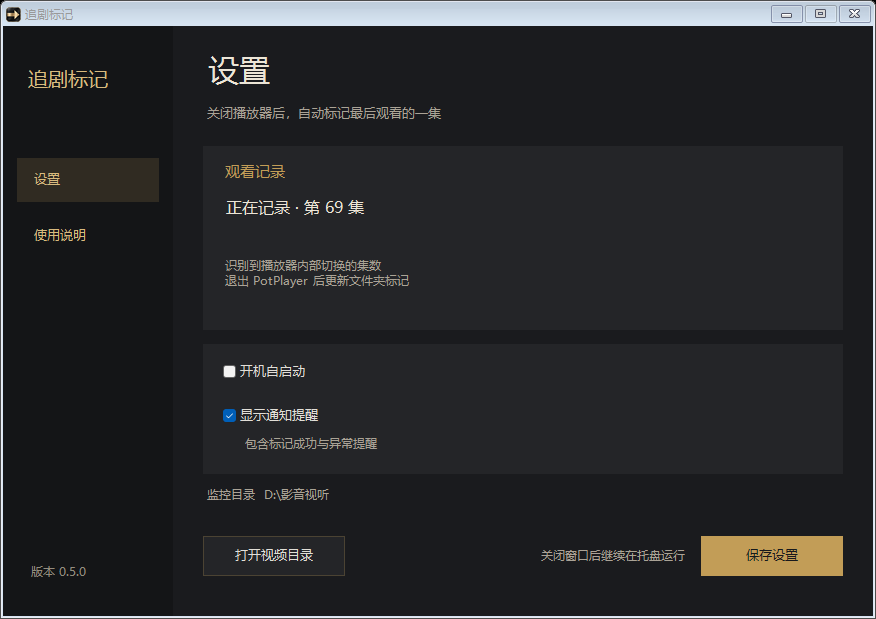 追剧标记
追剧标记
设置
使用说明
版本 0.5.0
设置
关闭播放器后，自动标记最后观看的一集
观看记录
正在记录 · 第 69 集
识别到播放器内部切换的集数
退出 PotPlayer 后更新文件夹标记
开机自启动
显示通知提醒
包含标记成功与异常提醒
监控目录 D:\影音视听
打开视频目录
关闭窗口后继续在托盘运行
保存设置